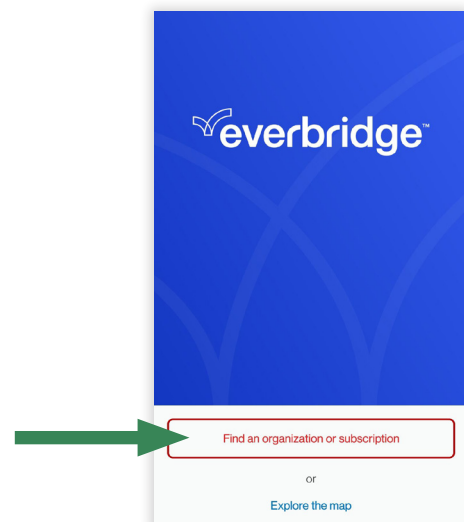 everbridge™
Find an organization or subscription
or
Explore the map